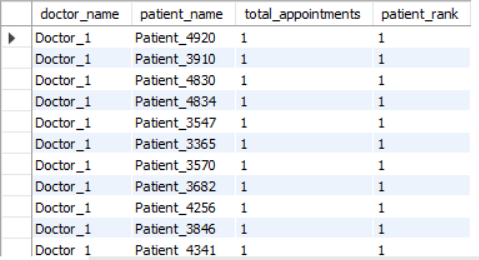 doctor_name patient_name total_appointments patient_rank
Doctor_1 Patient_4920 1 1
Doctor_1 Patient_3910 1 1
Doctor_1 Patient_4830 1 1
Doctor_1 Patient_4834 1 1
Doctor_1 Patient_3547 1 1
Doctor_1 Patient_3365 1 1
Doctor_1 Patient_3570 1 1
Doctor_1 Patient_3682 1 1
Doctor_1 Patient_4256 1 1
Doctor_1 Patient_3846 1 1
Doctor_1 Patient_4341 1 1